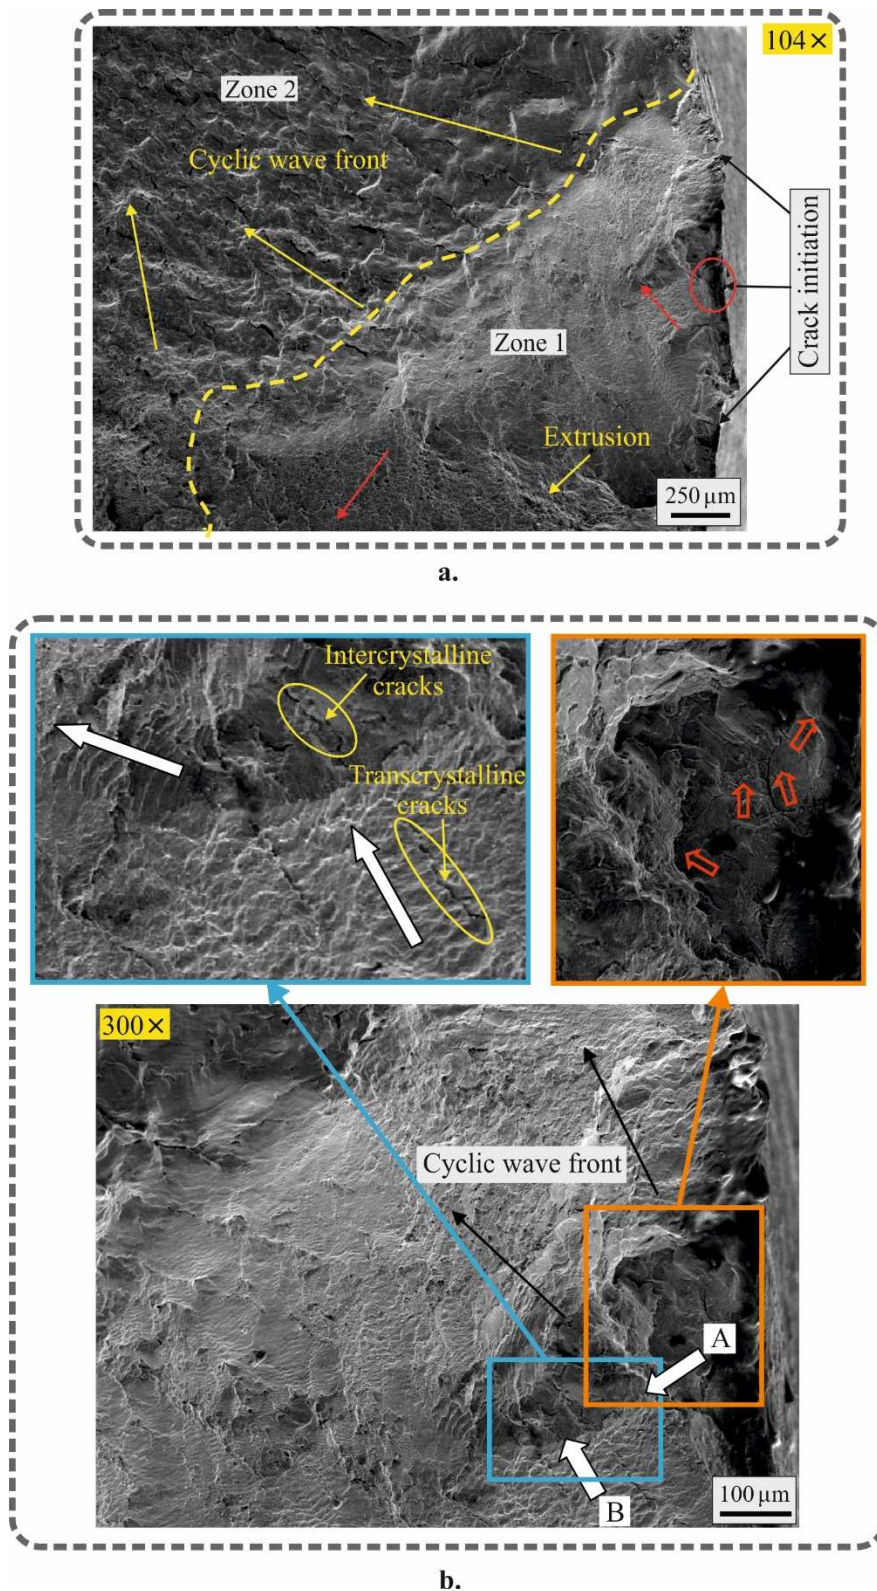 104×
Zone 2
Cyclic wave front
Crack initiation
Zone 1
Extrusion
250 μm
a.
Intercrystalline
cracks
Transcrystalline
cracks
300×
Cyclic wave front
A
B
100 μm
b.